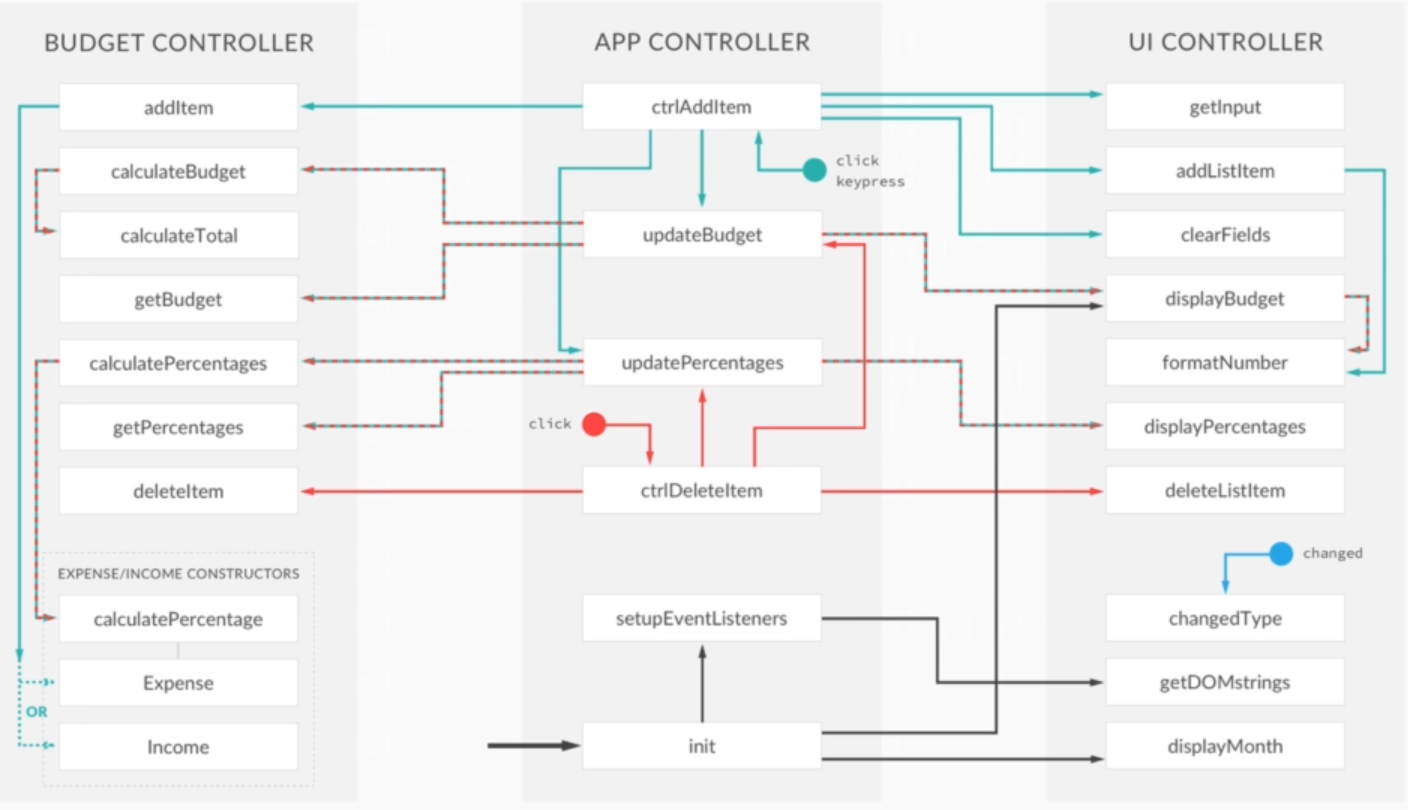 BUDGET CONTROLLER
addItem
calculateBudget
calculateTotal
getBudget
calculatePercentages
getPercentages
deleteItem
EXPENSE/INCOME CONSTRUCTORS
calculatePercentage
Expense
OR
Income
APP CONTROLLER
ctrlAddItem
click
keypress
updateBudget
updatePercentages
click
ctrlDeleteItem
setupEventListeners
init
UI CONTROLLER
getInput
addListItem
clearFields
displayBudget
formatNumber
displayPercentages
deleteListItem
changed
changedType
getDOMstrings
displayMonth